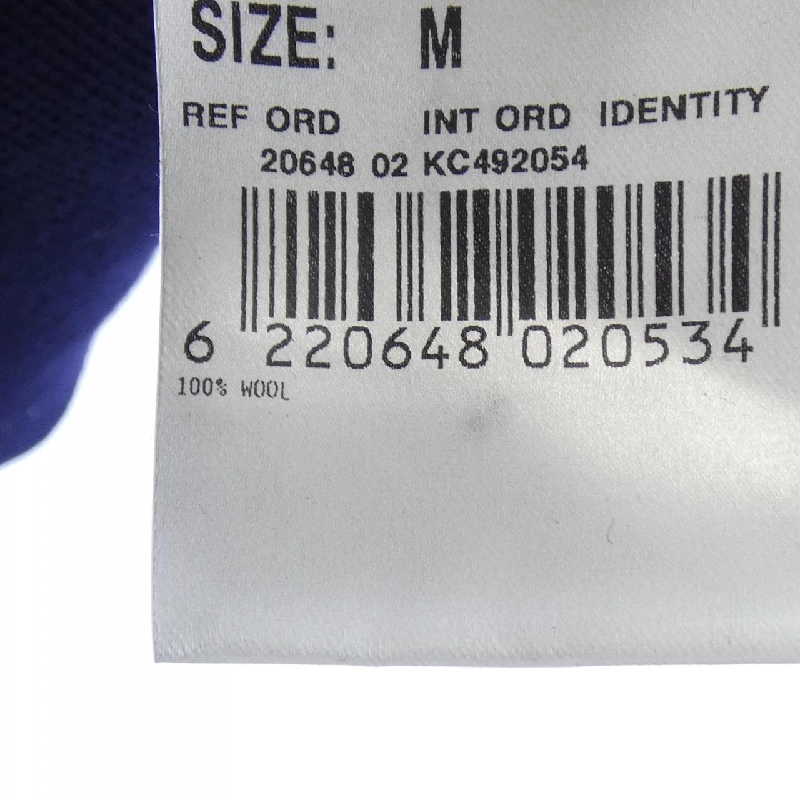 SIZE: M
REF ORD INT ORD IDENTITY
20648 02 KC492054
6 220648 020534
100% WOOL